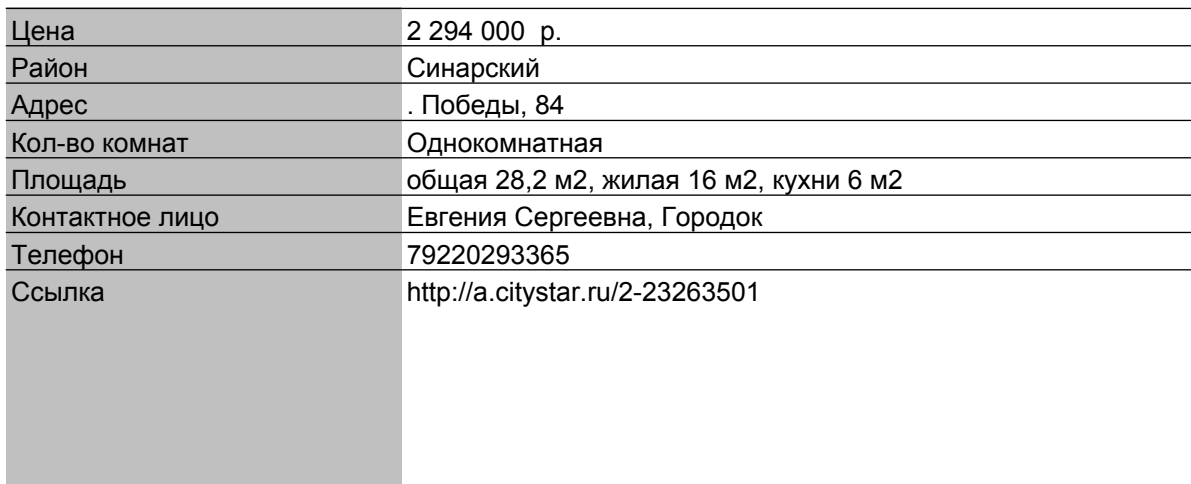 Цена 2 294 000 р.
Район Синарский
Адрес . Победы, 84
Кол-во комнат Однокомнатная
Площадь общая 28,2 м2, жилая 16 м2, кухни 6 м2
Контактное лицо Евгения Сергеевна, Городок
Телефон 79220293365
Ссылка http://a.citystar.ru/2-23263501